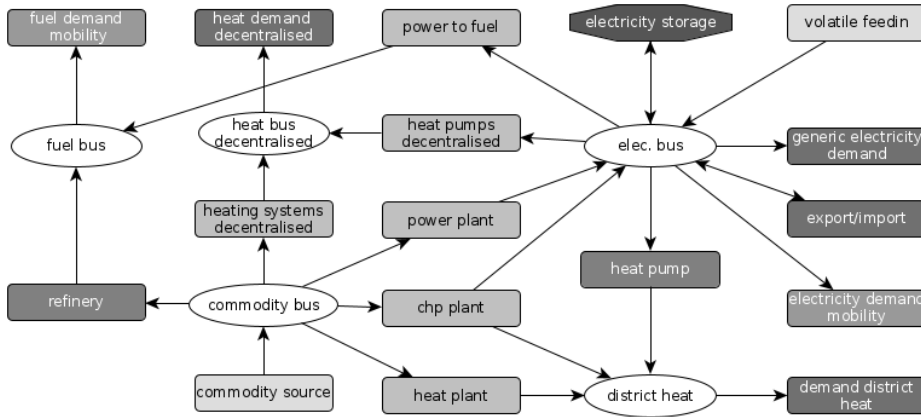 fuel demand
mobility
heat demand
decentralised
power to fuel
electricity storage
volatile feedin
fuel bus
heat bus
decentralised
heat pumps
decentralised
elec. bus
generic electricity
demand
heating systems
decentralised
power plant
export/import
heat pump
refinery
commodity bus
chp plant
electricity demand
mobility
commodity source
heat plant
district heat
demand district
heat